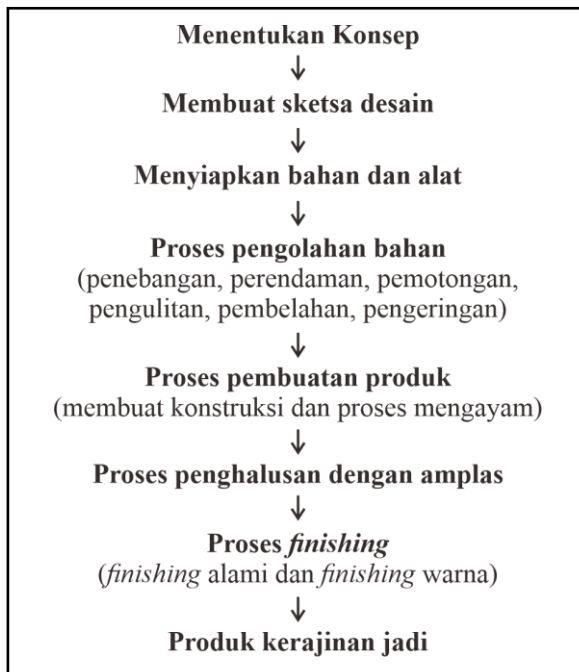 Menentukan Konsep
↓
Membuat sketsa desain
↓
Menyiapkan bahan dan alat
↓
Proses pengolahan bahan
(penebangan, perendaman, pemotongan,
pengulitan, pembelahan, pengeringan)
↓
Proses pembuatan produk
(membuat konstruksi dan proses mengayam)
↓
Proses penghalusan dengan amplas
↓
Proses finishing
(finishing alami dan finishing warna)
↓
Produk kerajinan jadi